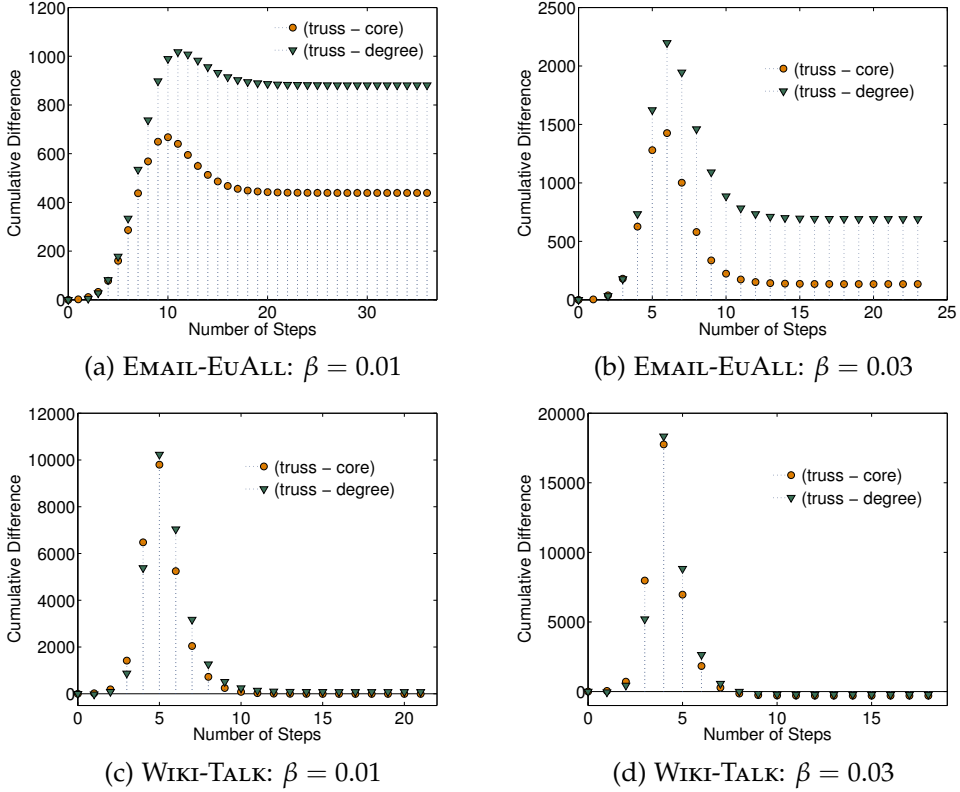 1200
1000
800
600
400
200
0
0 10 20 30
Cumulative Difference
Number of Steps
(truss − core)
(truss − degree)
(a) Email-EuAll: β = 0.01
2500
2000
1500
1000
500
0
0 5 10 15 20 25
Cumulative Difference
Number of Steps
(truss − core)
(truss − degree)
(b) Email-EuAll: β = 0.03
12000
10000
8000
6000
4000
2000
0
0 5 10 15 20
Cumulative Difference
Number of Steps
(truss − core)
(truss − degree)
(c) Wiki-Talk: β = 0.01
20000
15000
10000
5000
0
0 5 10 15
Cumulative Difference
Number of Steps
(truss − core)
(truss − degree)
(d) Wiki-Talk: β = 0.03